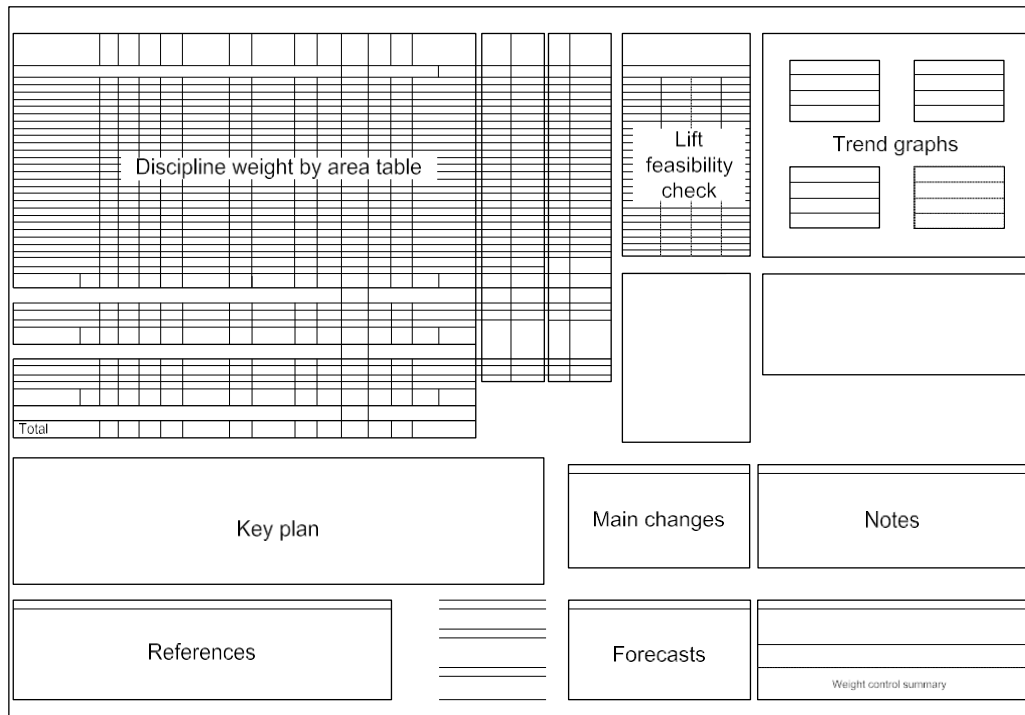 Discipline weight by area table
Lift
feasibility
check
Trend graphs
Total
Key plan
Main changes
Notes
References
Forecasts
Weight control summary